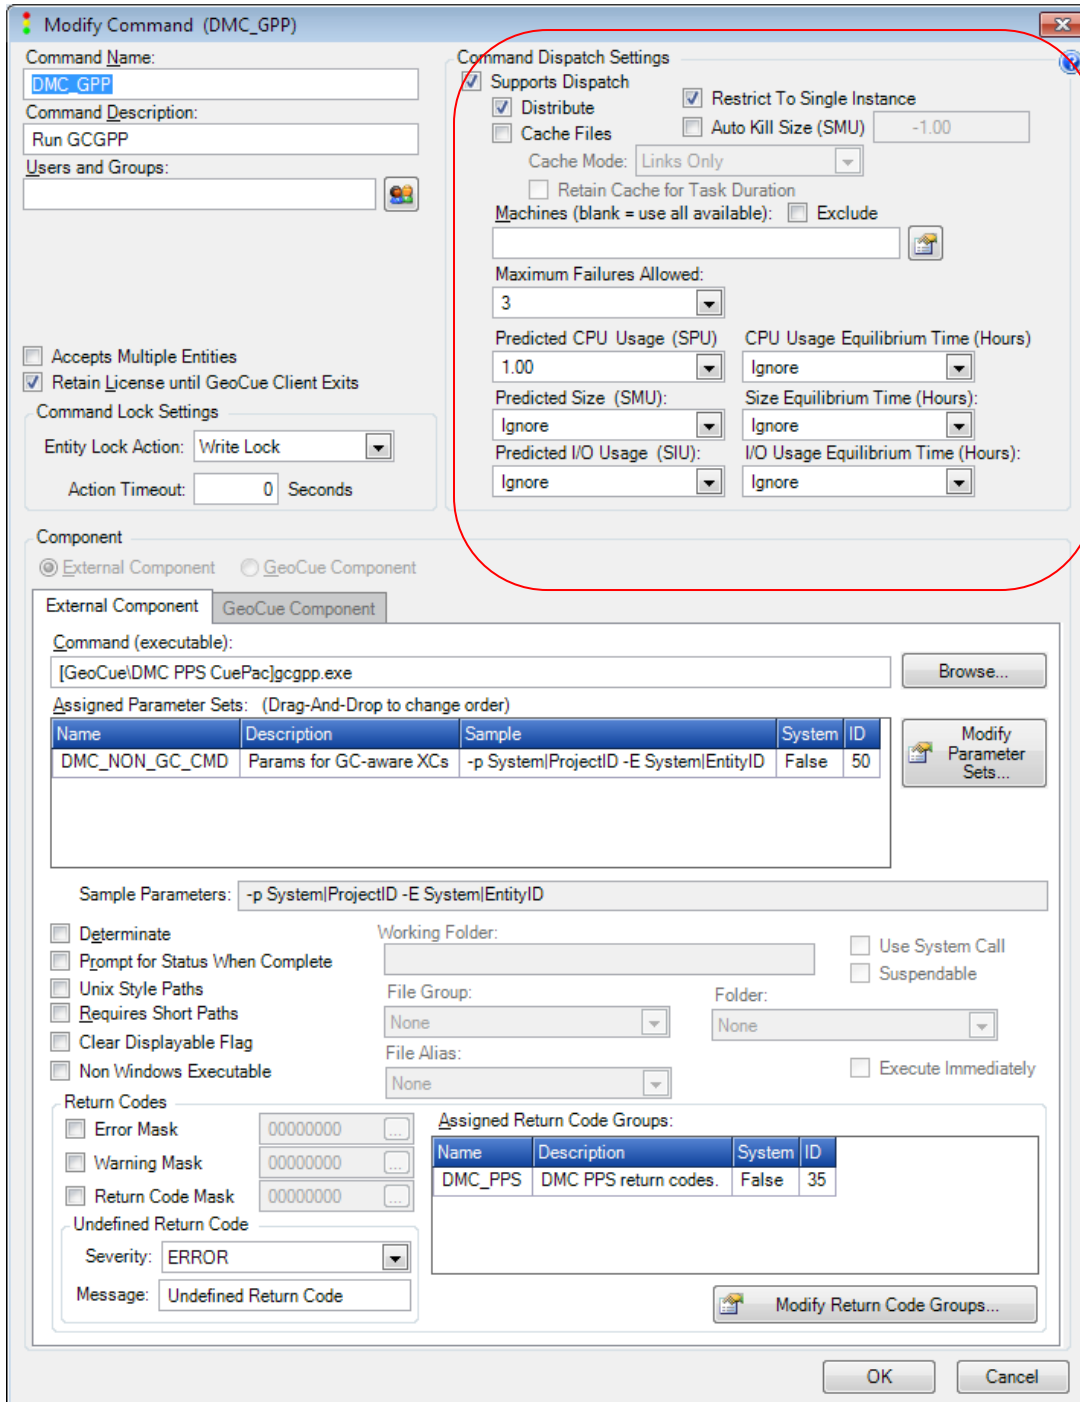 Modify Command (DMC_GPP)
Command Name:
DMC_GPP
Command Description:
Run GCGPP
Users and Groups:
Accepts Multiple Entities
Retain License until GeoCue Client Exits
Command Lock Settings
Entity Lock Action: Write Lock
Action Timeout: 0 Seconds
Command Dispatch Settings
Supports Dispatch
Distribute
Restrict To Single Instance
Cache Files
Auto Kill Size (SMU) -1.00
Cache Mode: Links Only
Retain Cache for Task Duration
Machines (blank = use all available): Exclude
Maximum Failures Allowed:
3
Predicted CPU Usage (SPU) CPU Usage Equilibrium Time (Hours)
1.00 Ignore
Predicted Size (SMU): Size Equilibrium Time (Hours):
Ignore Ignore
Predicted I/O Usage (SIU): I/O Usage Equilibrium Time (Hours):
Ignore Ignore
Component
External Component GeoCue Component
External Component GeoCue Component
Command (executable):
[GeoCue\DMC PPS CuePac]gcgpp.exe Browse...
Assigned Parameter Sets: (Drag-And-Drop to change order)
Name Description Sample System ID
DMC_NON_GC_CMD Params for GC-aware XCs -p System|ProjectID -E System|EntityID False 50
Modify
Parameter
Sets...
Sample Parameters: -p System|ProjectID -E System|EntityID
Determinate
Prompt for Status When Complete
Unix Style Paths
Requires Short Paths
Clear Displayable Flag
Non Windows Executable
Working Folder:
Use System Call
Suspendable
File Group: Folder:
None None
File Alias:
None
Execute Immediately
Return Codes
Error Mask 00000000 ...
Warning Mask 00000000 ...
Return Code Mask 00000000 ...
Undefined Return Code
Severity: ERROR
Message: Undefined Return Code
Assigned Return Code Groups:
Name Description System ID
DMC_PPS DMC PPS return codes. False 35
Modify Return Code Groups...
OK Cancel